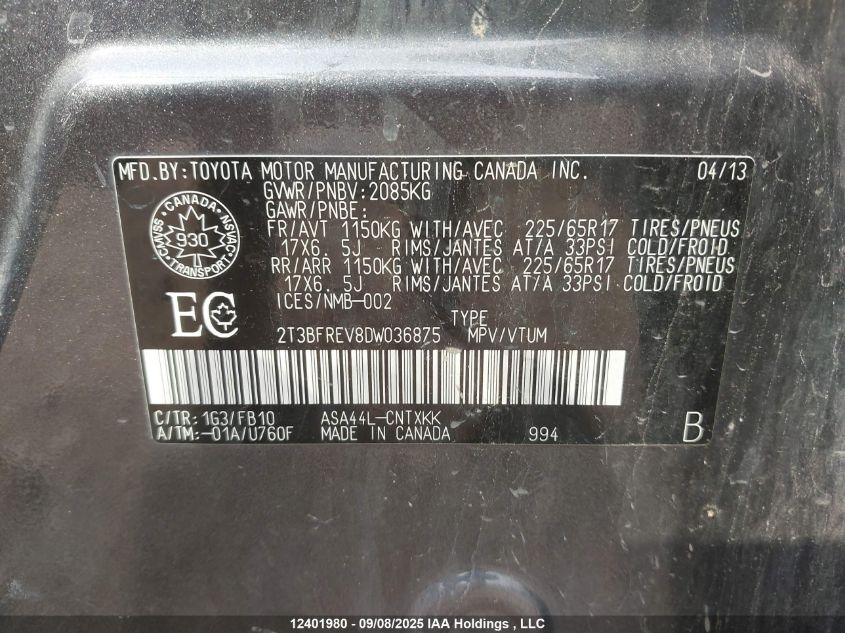 MFD.BY:TOYOTA MOTOR MANUFACTURING CANADA INC. 04/13
GVWR/PNBV:2085KG
GAWR/PNBE:
FR/AVT 1150KG WITH/AVEC 225/65R17 TIRES/PNEUS
17X6.5J RIMS/JANTES AT/A 33PSI COLD/FROID
RR/ARR 1150KG WITH/AVEC 225/65R17 TIRES/PNEUS
17X6.5J RIMS/JANTES AT/A 33PSI COLD/FROID
CANADA
CMVSS 930 NSVAC
TRANSPORT
ICES/NMB-002
EC
TYPE
2T3BFREV8DW036875 MPV/VTUM
C/TR: 1G3/FB10 ASA44L-CNTXKK
A/TM:-01A/U760F MADE IN CANADA 994 B
12401980 - 09/08/2025 IAA Holdings, LLC